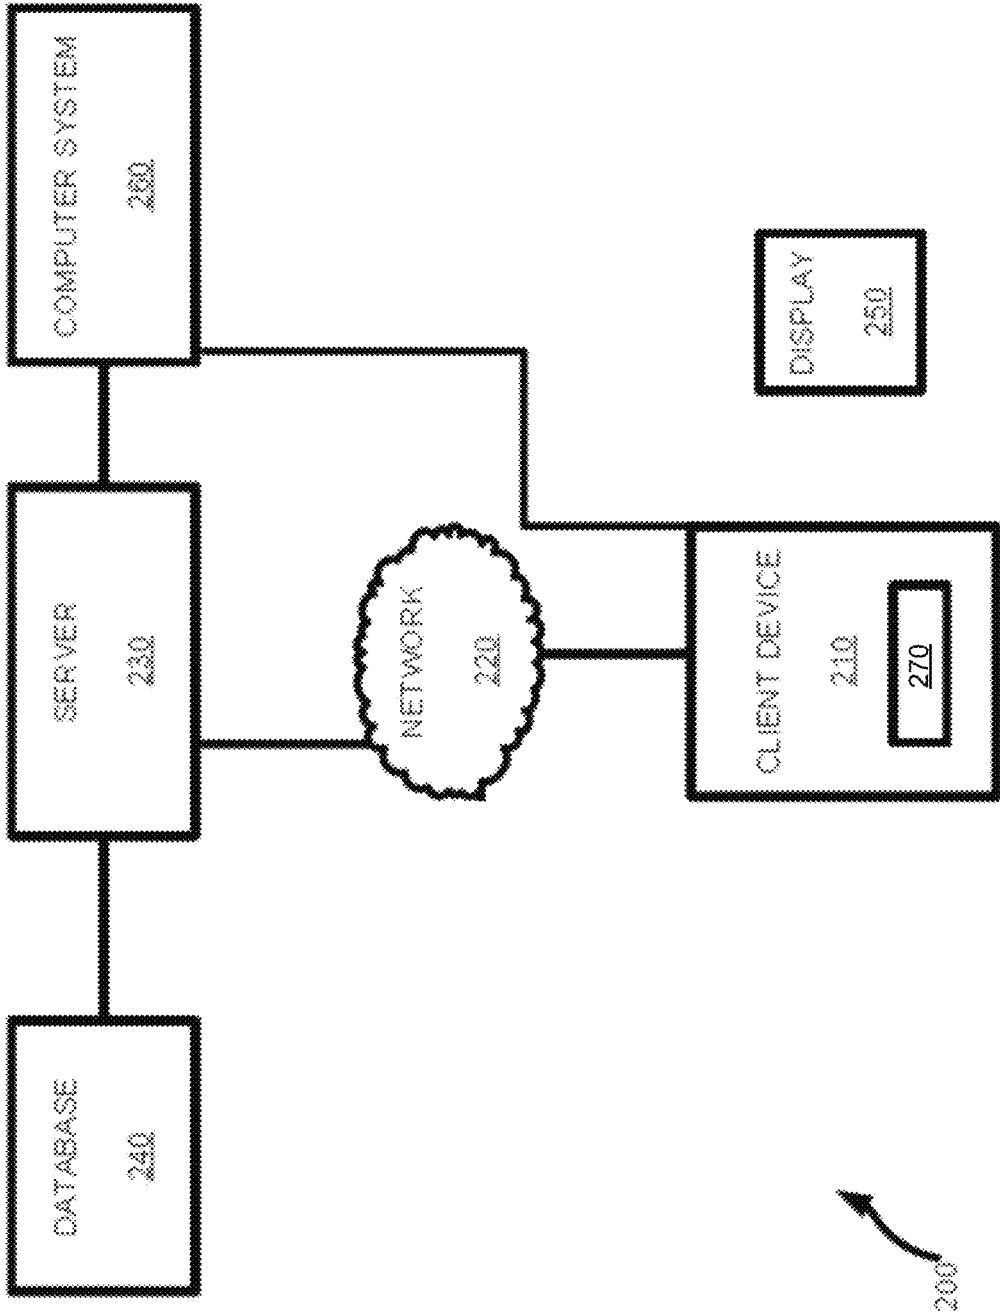 DATABASE
240
SERVER
230
COMPUTER SYSTEM
260
NETWORK
220
CLIENT DEVICE
210
270
DISPLAY
250
200